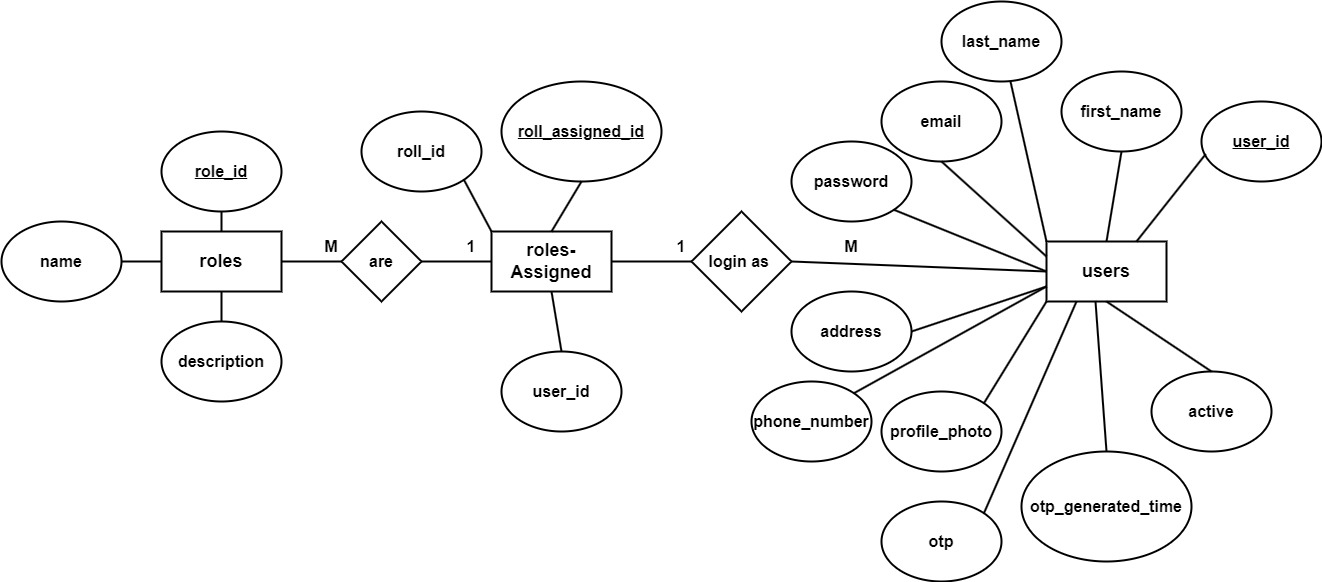 last_name
first_name
email
user_id
roll_assigned_id
roll_id
password
role_id
M
are
1
1
login as
M
name
roles
roles-
Assigned
users
address
description
user_id
phone_number
profile_photo
active
otp_generated_time
otp